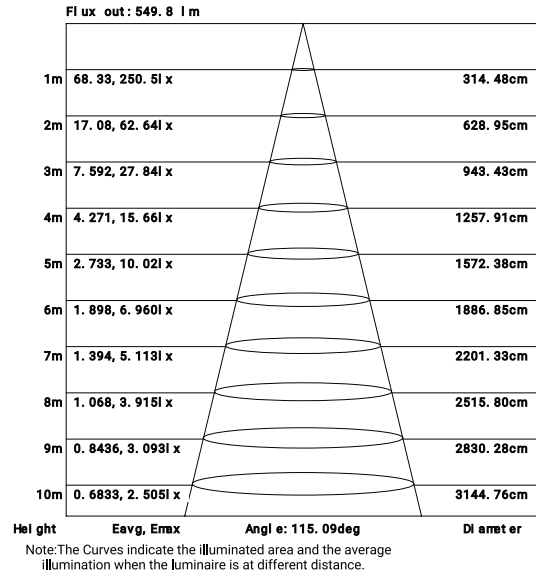 Flux out: 549.8 lm
1m 68.33, 250.5lx 314.48cm
2m 17.08, 62.64lx 628.95cm
3m 7.592, 27.84lx 943.43cm
4m 4.271, 15.66lx 1257.91cm
5m 2.733, 10.02lx 1572.38cm
6m 1.898, 6.960lx 1886.85cm
7m 1.394, 5.113lx 2201.33cm
8m 1.068, 3.915lx 2515.80cm
9m 0.8436, 3.093lx 2830.28cm
10m 0.6833, 2.505lx 3144.76cm
Height Eavg, Emax Angle: 115.09deg Diameter
Note:The Curves indicate the illuminated area and the average
illumination when the luminaire is at different distance.